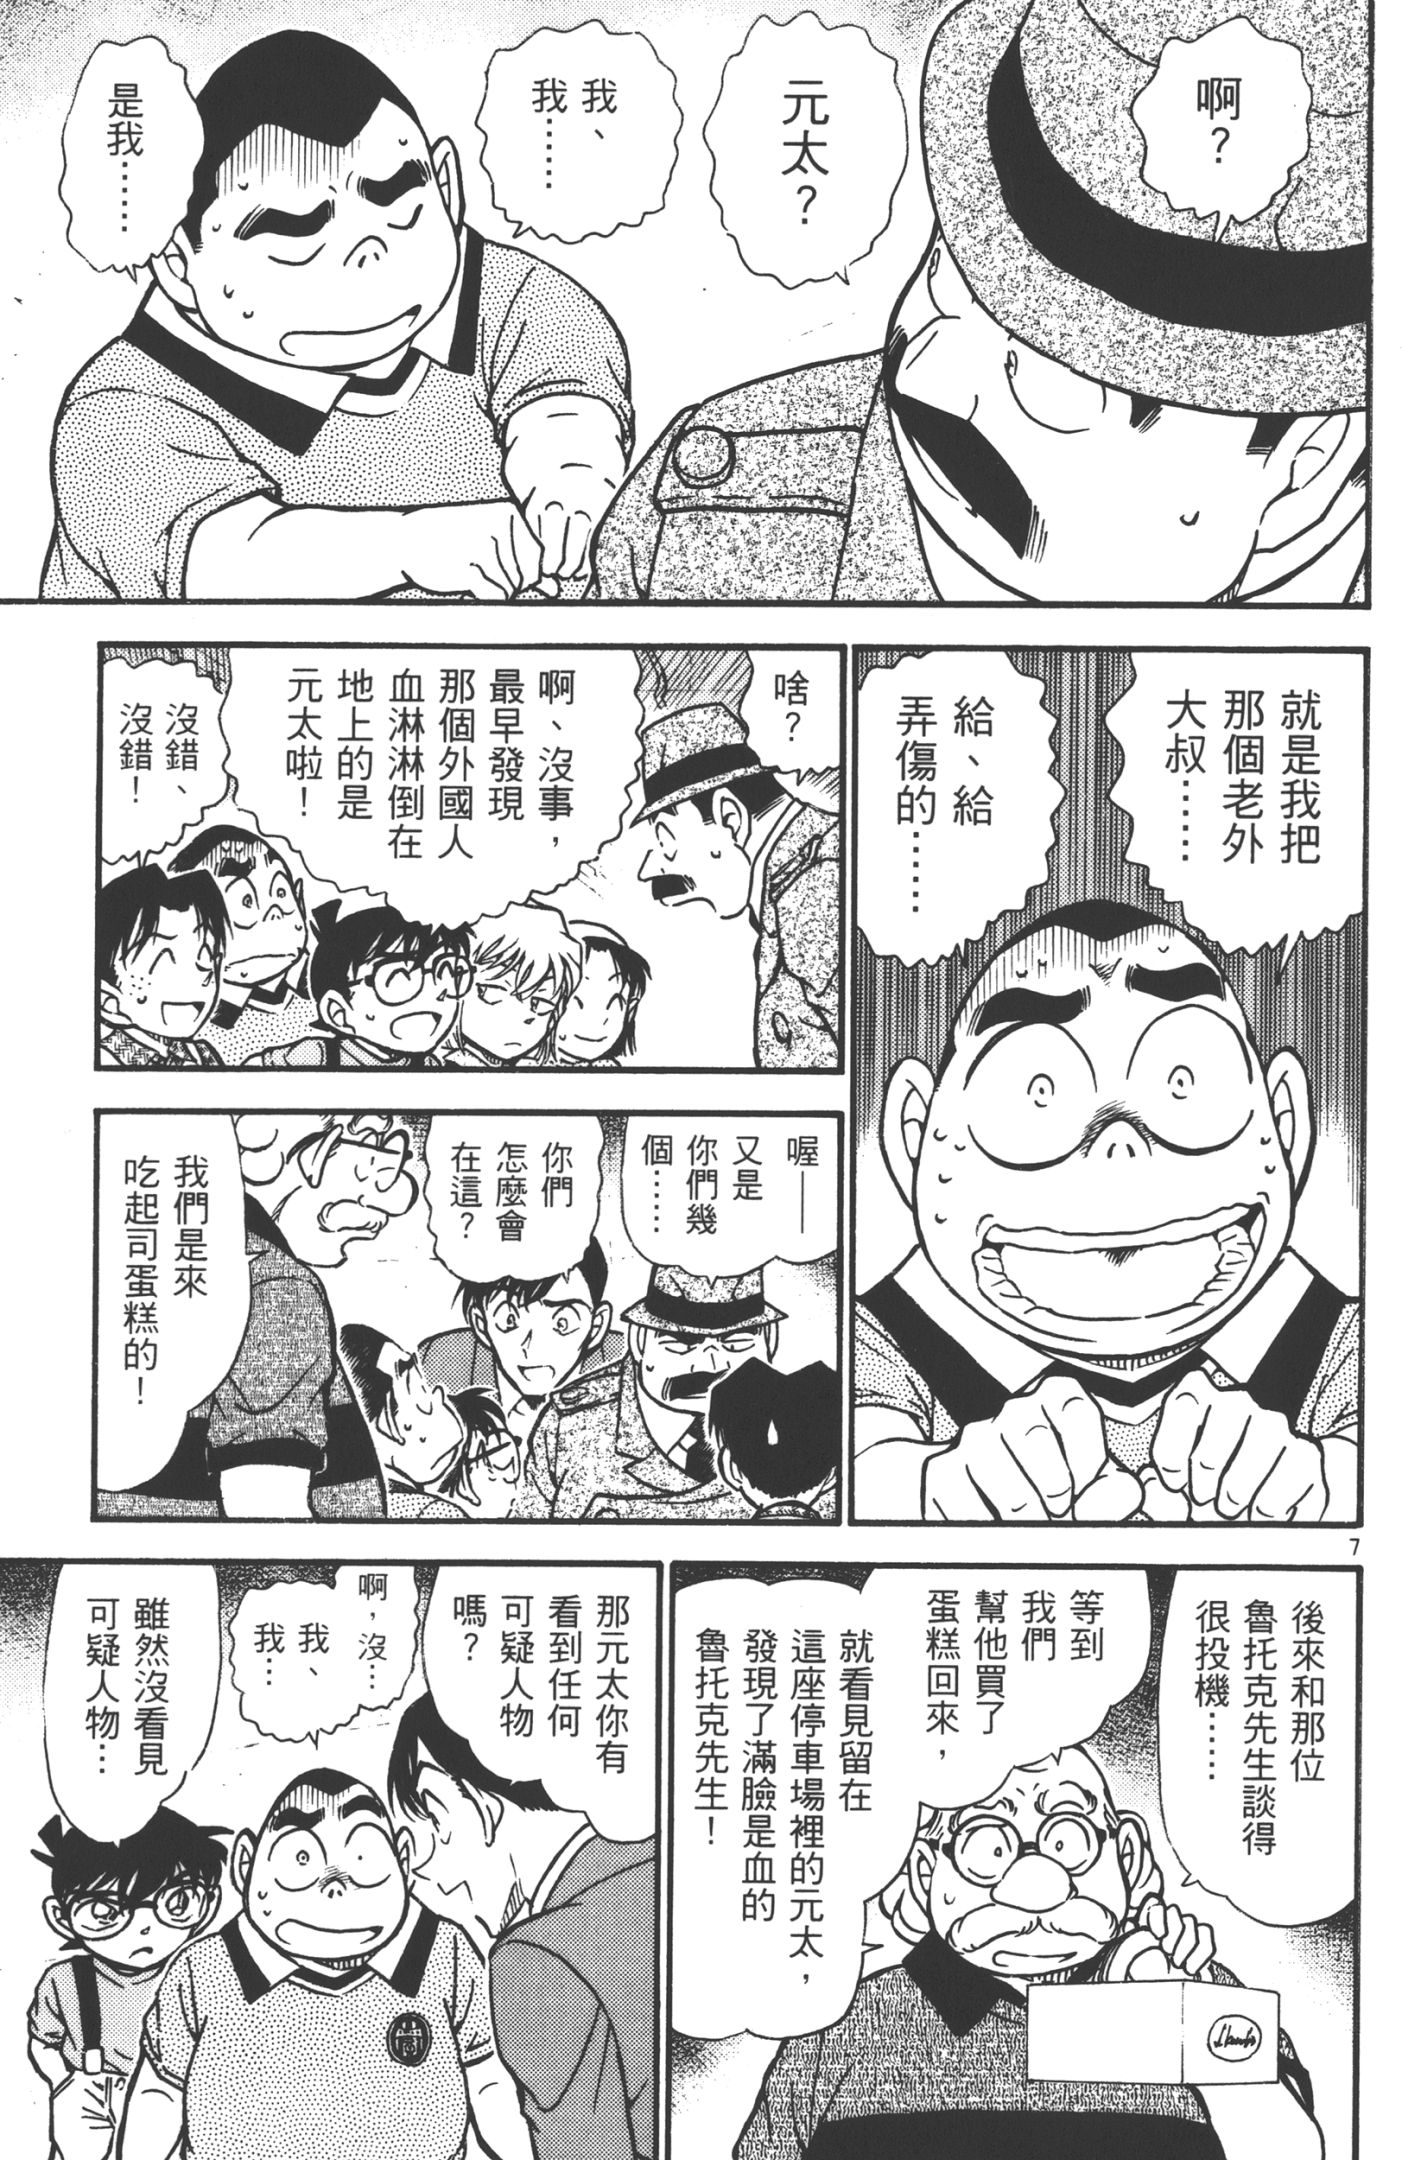 啊？
元太？
我、
我……
是我……
就是我把
那個老外
大叔……
給、給
弄傷的……
啥？
啊、沒事，
最早發現
那個外國人
血淋淋倒在
地上的是
元太啦！
沒錯、
沒錯！
喔——
又是
你們幾
個……
你們
怎麼會
在這？
我們是來
吃起司蛋糕的！
7
後來和那位
魯托克先生談得
很投機……
等到
我們
幫他買了
蛋糕回來，
就看見留在
這座停車場裡的元太，
發現了滿臉是血的
魯托克先生！
那元太你有
看到任何
可疑人物
嗎？
啊，沒…
我、
我…
雖然沒看見
可疑人物…